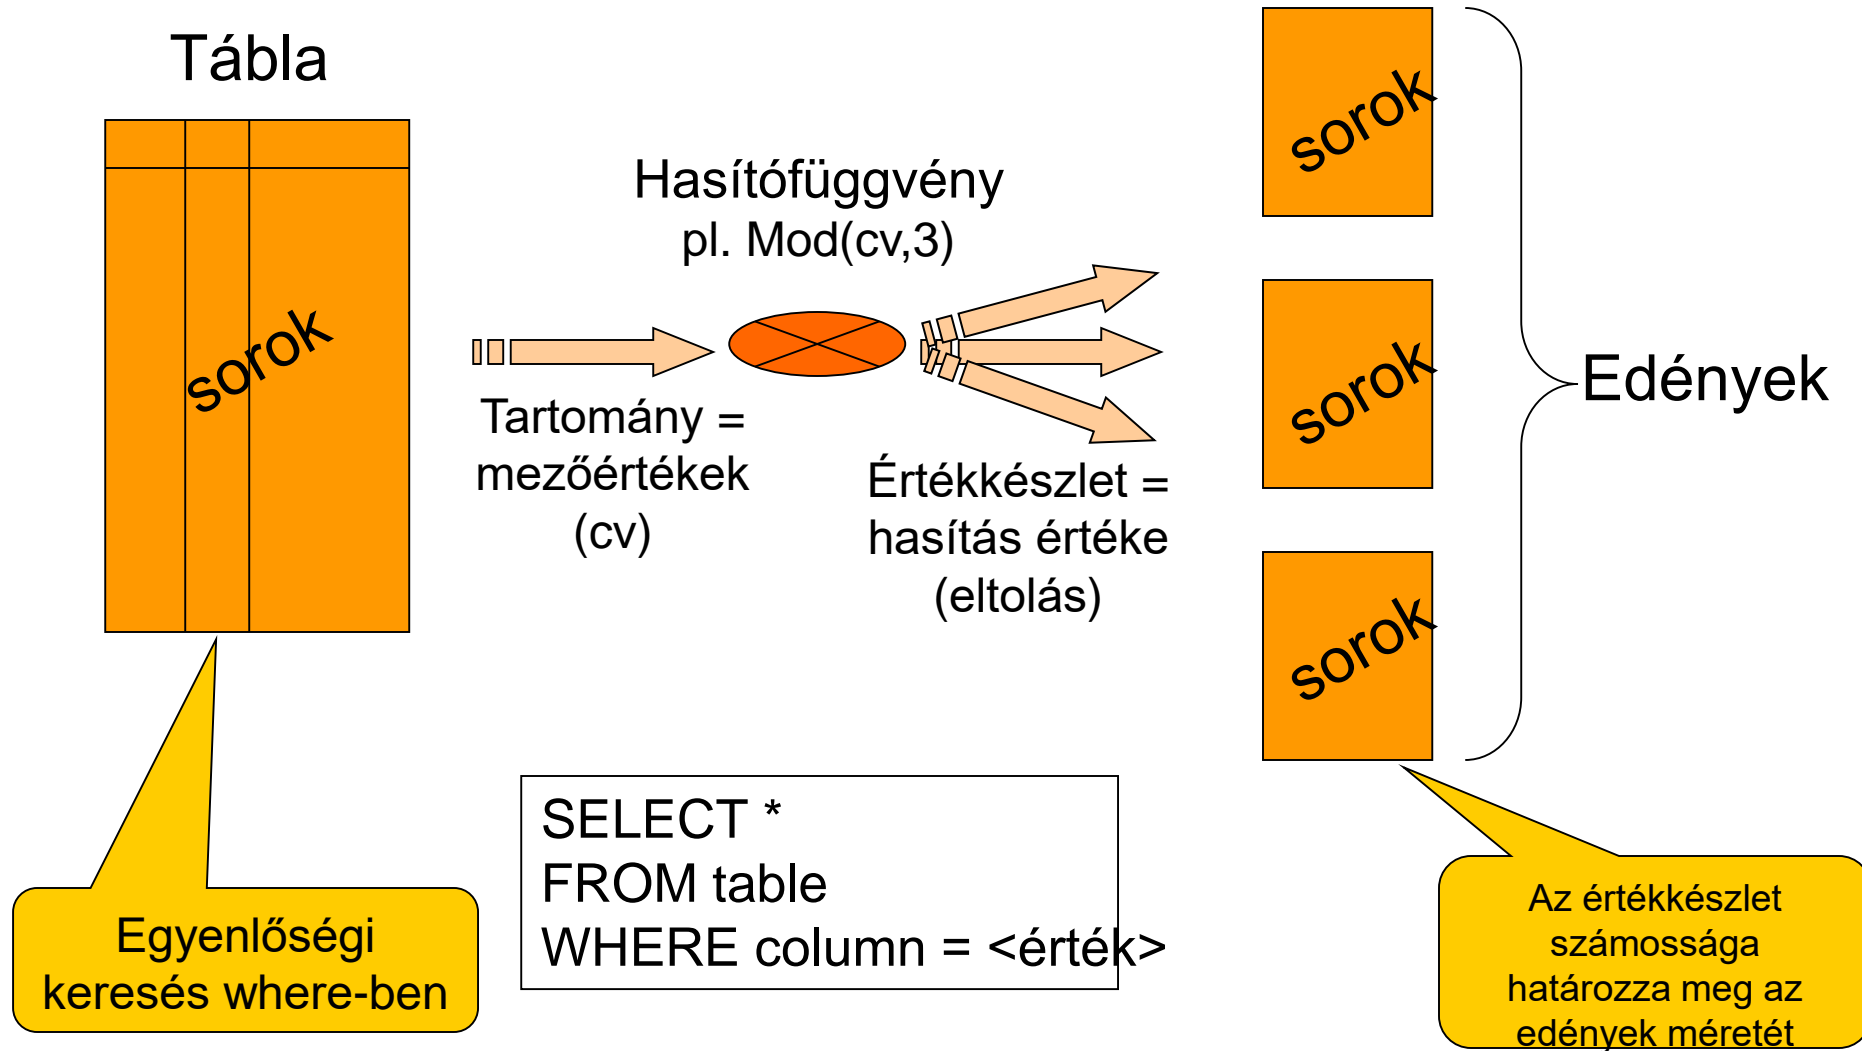 Tábla
sorok
Hasítófüggvény
pl. Mod(cv,3)
Tartomány =
mezőértékek
(cv)
Értékkészlet =
hasítás értéke
(eltolás)
sorok
sorok
sorok
Edények
Egyenlőségi
keresés where-ben
SELECT *
FROM table
WHERE column = <érték>
Az értékkészlet
számossága
határozza meg az
edények méretét